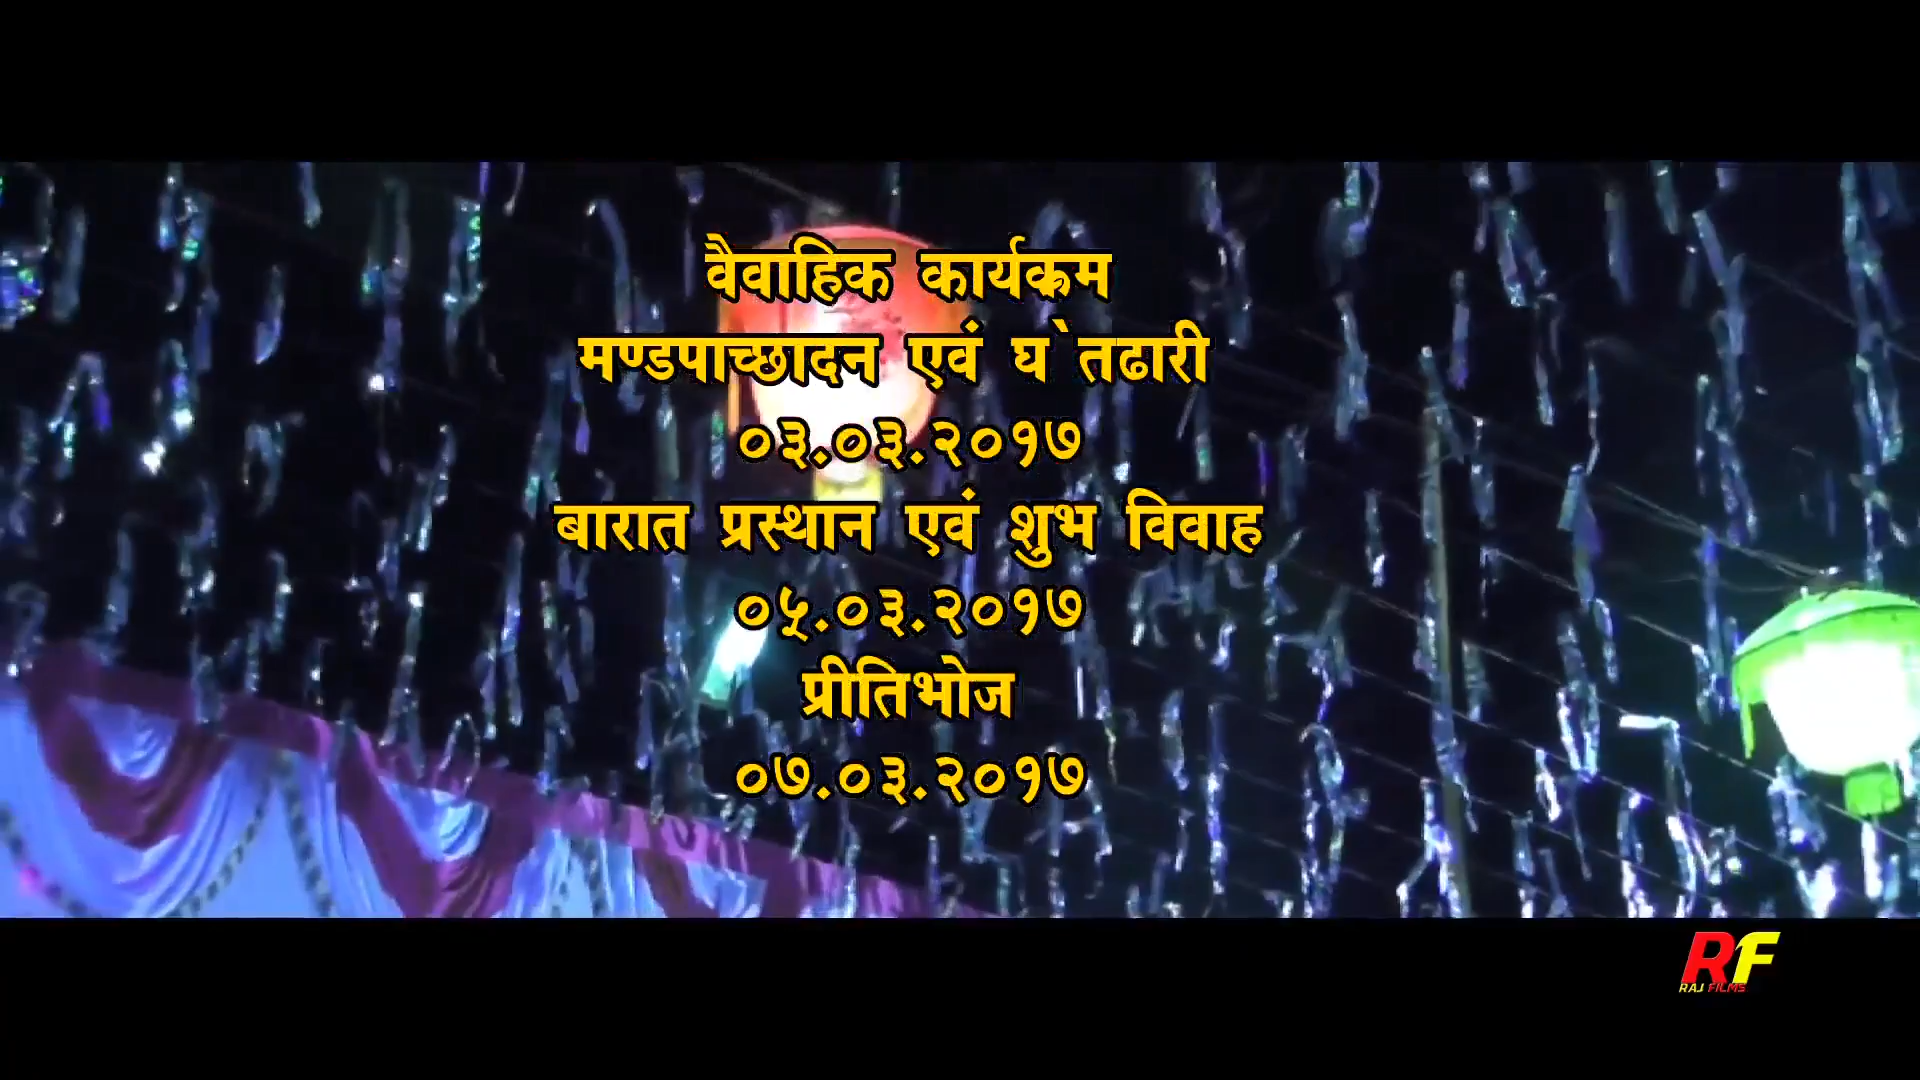 वैवाहिक कार्यक्रम
मण्डपाच्छादन एवं घ`तढारी
०३.०३.२०१७
बारात प्रस्थान एवं शुभ विवाह
०५.०३.२०१७
प्रीतिभोज
०७.०३.२०१७
RF
RAJ FILMS